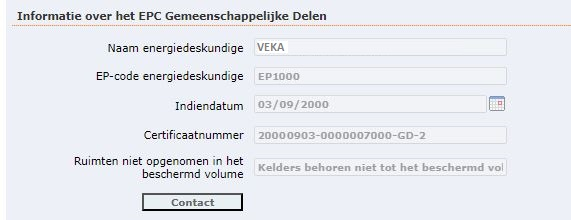 Informatie over het EPC Gemeenschappelijke Delen
Naam energiedeskundige VEKA
EP-code energiedeskundige EP1000
Indiendatum 03/09/2000
Certificaatnummer 20000903-0000007000-GD-2
Ruimten niet opgenomen in het
beschermd volume Kelders behoren niet tot het beschermd vol
Contact